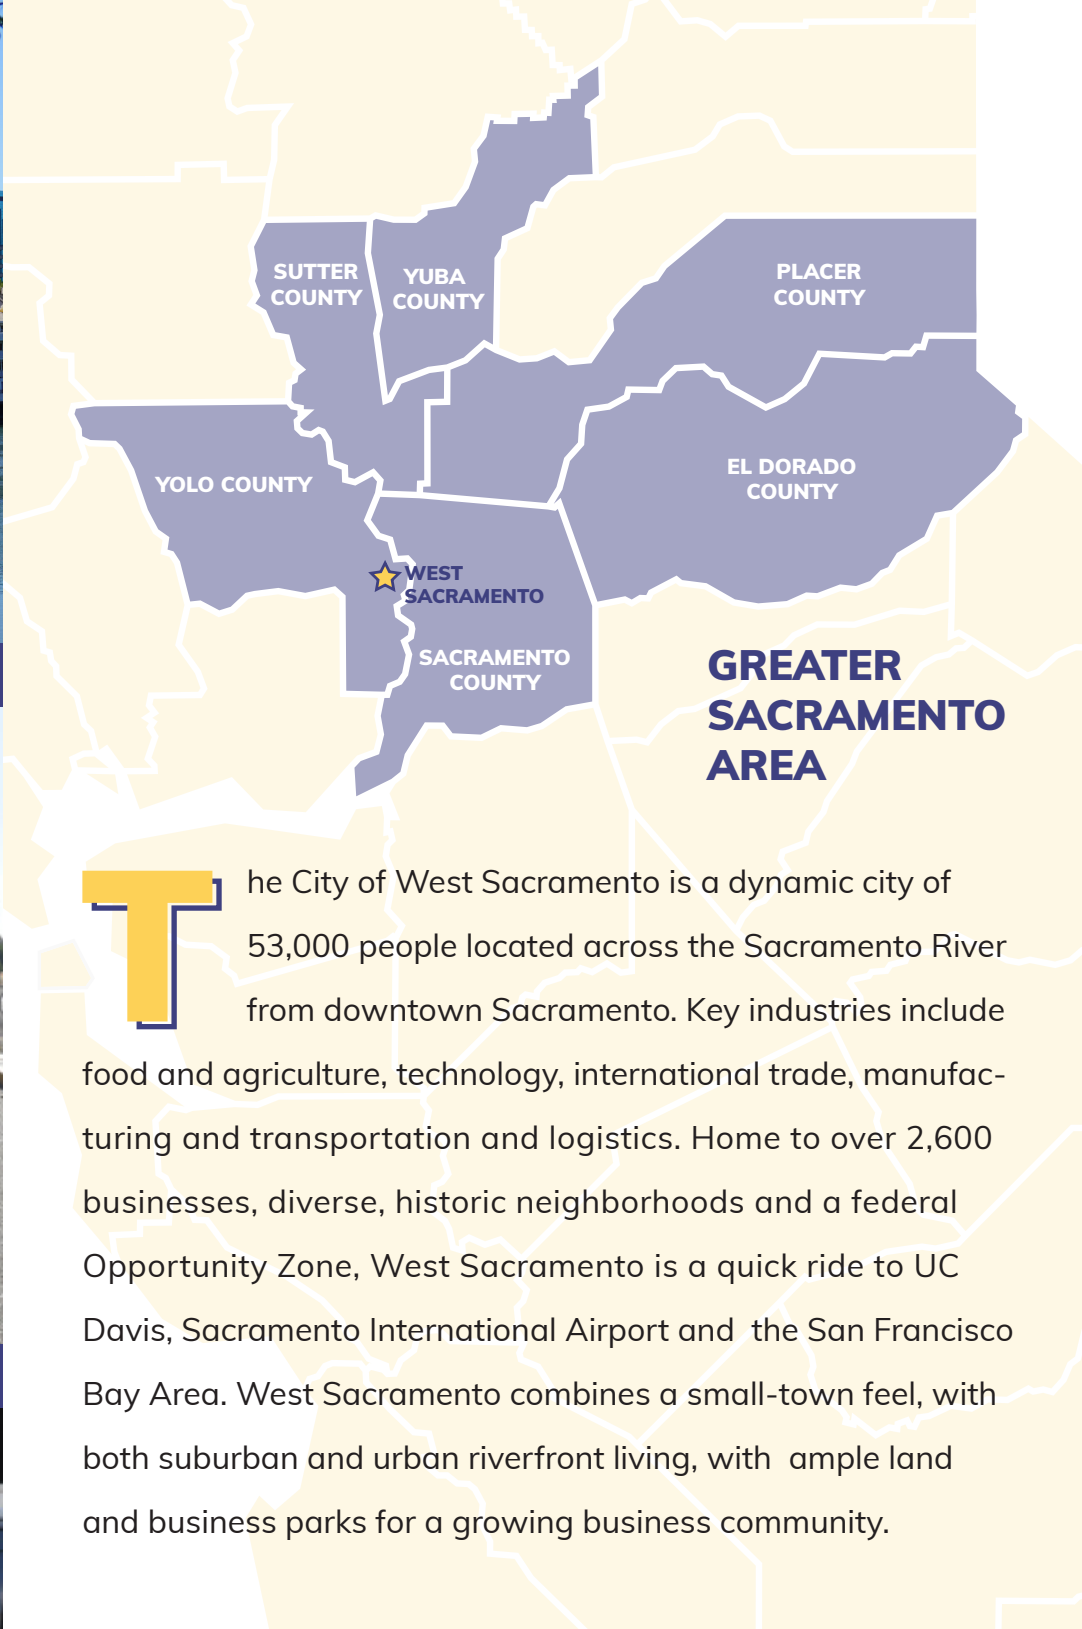 SUTTER
COUNTY
YUBA
COUNTY
PLACER
COUNTY
YOLO COUNTY
EL DORADO
COUNTY
WEST
SACRAMENTO
SACRAMENTO
COUNTY
GREATER
SACRAMENTO
AREA
The City of West Sacramento is a dynamic city of
53,000 people located across the Sacramento River
from downtown Sacramento. Key industries include
food and agriculture, technology, international trade, manufac-
turing and transportation and logistics. Home to over 2,600
businesses, diverse, historic neighborhoods and a federal
Opportunity Zone, West Sacramento is a quick ride to UC
Davis, Sacramento International Airport and  the San Francisco
Bay Area. West Sacramento combines a small-town feel, with
both suburban and urban riverfront living, with  ample land
and business parks for a growing business community.